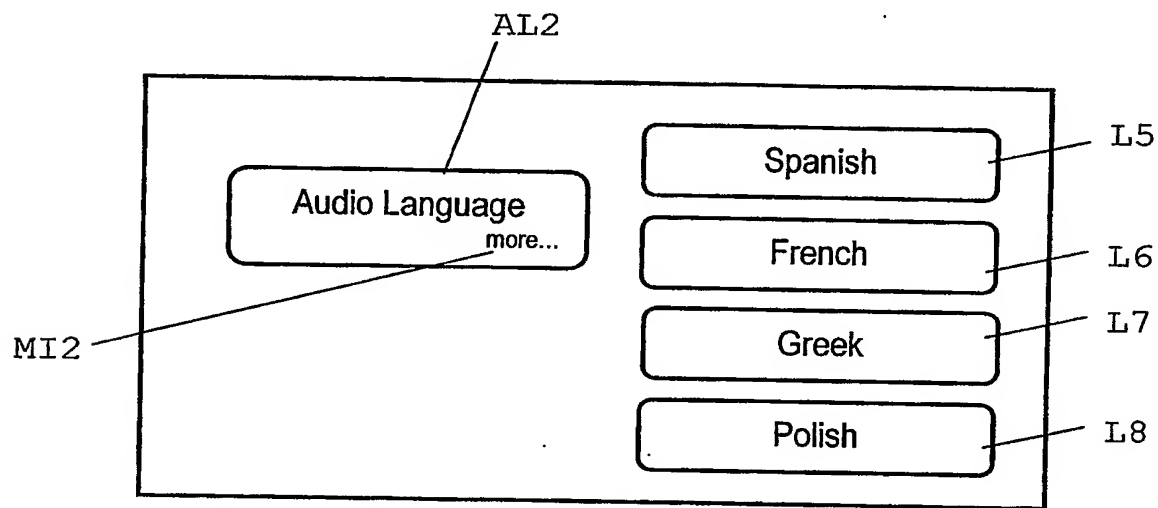 AL2
Spanish
L5
Audio Language
more...
French
L6
MI2
Greek
L7
Polish
L8